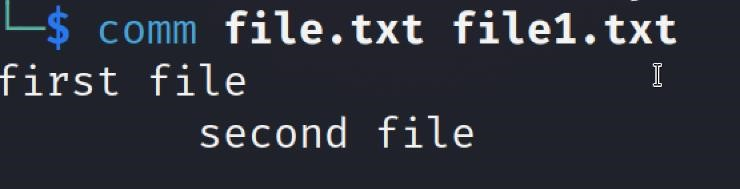 └─$ comm file.txt file1.txt
first file
        second file